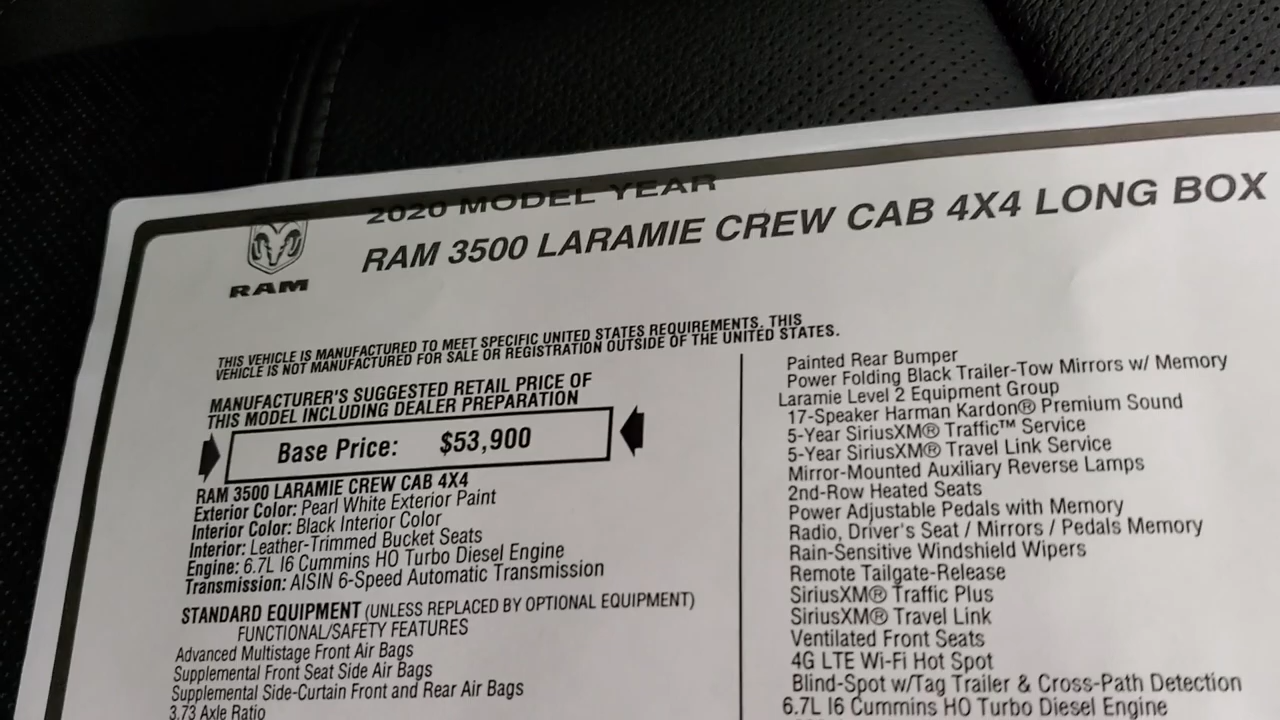 2020 MODEL YEAR
RAM 3500 LARAMIE CREW CAB 4X4 LONG BOX
RAM
THIS VEHICLE IS MANUFACTURED TO MEET SPECIFIC UNITED STATES REQUIREMENTS. THIS
VEHICLE IS NOT MANUFACTURED FOR SALE OR REGISTRATION OUTSIDE OF THE UNITED STATES.
MANUFACTURER'S SUGGESTED RETAIL PRICE OF
THIS MODEL INCLUDING DEALER PREPARATION
Base Price: $53,900
RAM 3500 LARAMIE CREW CAB 4X4
Exterior Color: Pearl White Exterior Paint
Interior Color: Black Interior Color
Interior: Leather-Trimmed Bucket Seats
Engine: 6.7L I6 Cummins HO Turbo Diesel Engine
Transmission: AISIN 6-Speed Automatic Transmission
STANDARD EQUIPMENT (UNLESS REPLACED BY OPTIONAL EQUIPMENT)
FUNCTIONAL/SAFETY FEATURES
Advanced Multistage Front Air Bags
Supplemental Front Seat Side Air Bags
Supplemental Side-Curtain Front and Rear Air Bags
3.73 Axle Ratio
Painted Rear Bumper
Power Folding Black Trailer-Tow Mirrors w/ Memory
Laramie Level 2 Equipment Group
17-Speaker Harman Kardon® Premium Sound
5-Year SiriusXM® Traffic™ Service
5-Year SiriusXM® Travel Link Service
Mirror-Mounted Auxiliary Reverse Lamps
2nd-Row Heated Seats
Power Adjustable Pedals with Memory
Radio, Driver's Seat / Mirrors / Pedals Memory
Rain-Sensitive Windshield Wipers
Remote Tailgate-Release
SiriusXM® Traffic Plus
SiriusXM® Travel Link
Ventilated Front Seats
4G LTE Wi-Fi Hot Spot
Blind-Spot w/Tag Trailer & Cross-Path Detection
6.7L I6 Cummins HO Turbo Diesel Engine